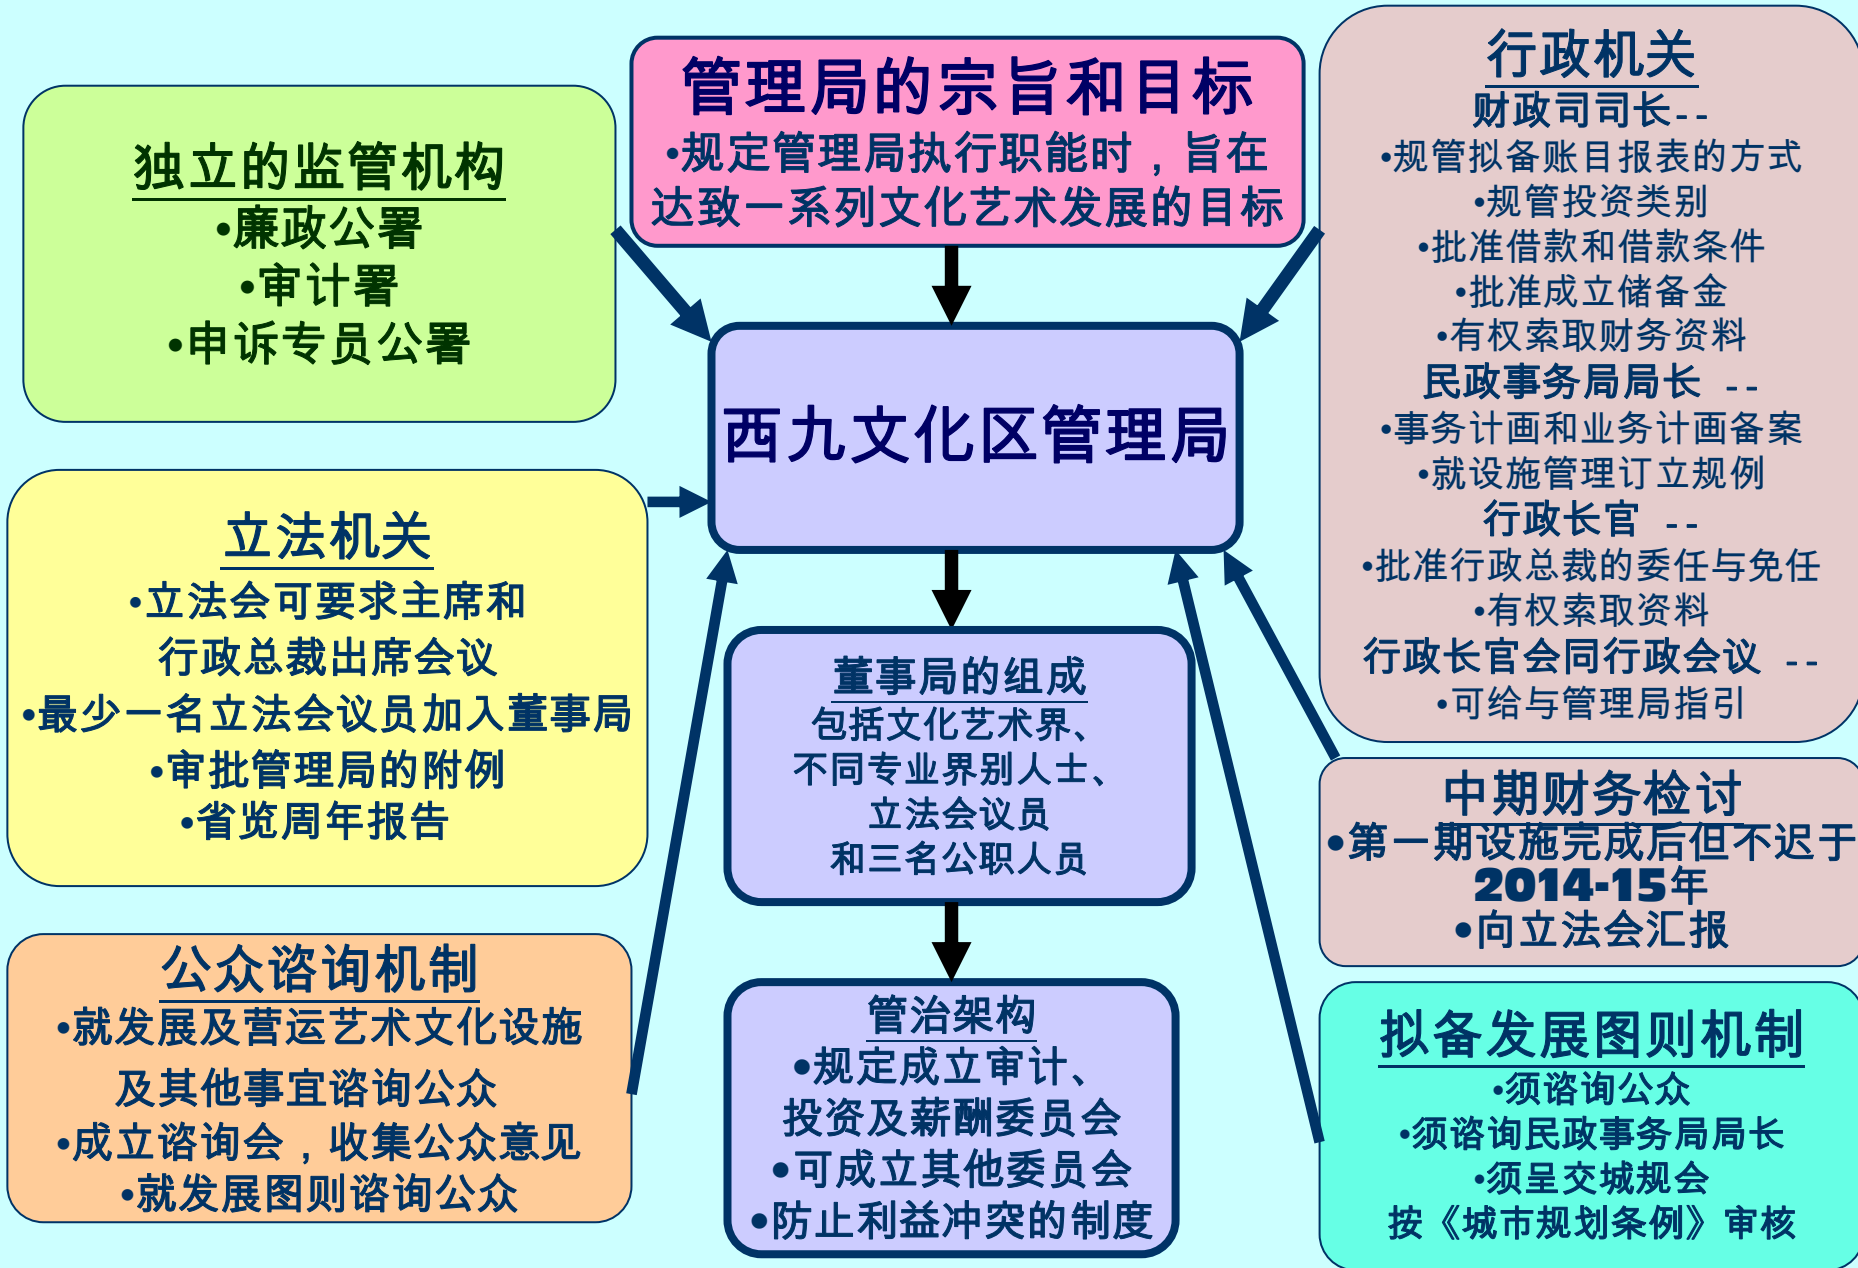 管理局的宗旨和目标
•规定管理局执行职能时，旨在
达致一系列文化艺术发展的目标
独立的监管机构
•廉政公署
•审计署
•申诉专员公署
行政机关
财政司司长--
•规管拟备账目报表的方式
•规管投资类别
•批准借款和借款条件
•批准成立储备金
•有权索取财务资料
民政事务局局长 --
•事务计画和业务计画备案
•就设施管理订立规例
行政长官 --
•批准行政总裁的委任与免任
•有权索取资料
行政长官会同行政会议 --
•可给与管理局指引
西九文化区管理局
立法机关
•立法会可要求主席和
行政总裁出席会议
•最少一名立法会议员加入董事局
•审批管理局的附例
•省览周年报告
董事局的组成
包括文化艺术界、
不同专业界别人士、
立法会议员
和三名公职人员
中期财务检讨
•第一期设施完成后但不迟于
2014-15年
•向立法会汇报
公众谘询机制
•就发展及营运艺术文化设施
及其他事宜谘询公众
•成立谘询会，收集公众意见
•就发展图则谘询公众
管治架构
•规定成立审计、
投资及薪酬委员会
•可成立其他委员会
•防止利益冲突的制度
拟备发展图则机制
•须谘询公众
•须谘询民政事务局局长
•须呈交城规会
按《城市规划条例》审核